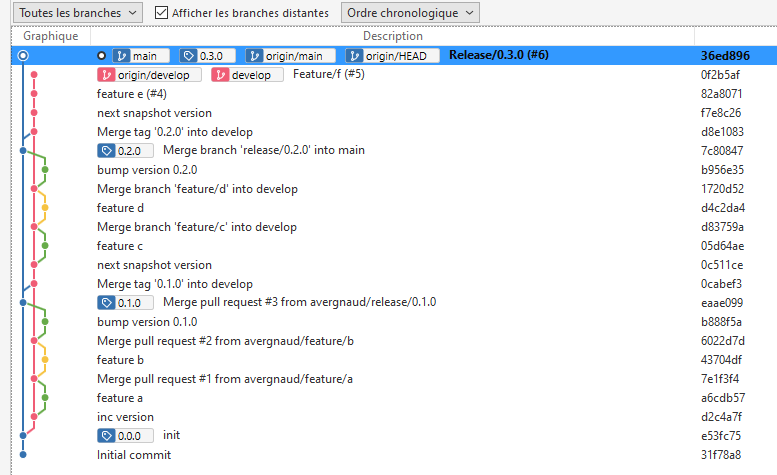 Toutes les branches Afficher les branches distantes Ordre chronologique
Graphique Description
main 0.3.0 origin/main origin/HEAD Release/0.3.0 (#6) 36ed896
origin/develop develop Feature/f (#5) 0f2b5af
feature e (#4) 82a8071
next snapshot version f7e8c26
Merge tag '0.2.0' into develop d8e1083
0.2.0 Merge branch 'release/0.2.0' into main 7c80847
bump version 0.2.0 b956e35
Merge branch 'feature/d' into develop 1720d52
feature d d4c2da4
Merge branch 'feature/c' into develop d83759a
feature c 05d64ae
next snapshot version 0c511ce
Merge tag '0.1.0' into develop 0cabef3
0.1.0 Merge pull request #3 from avergnaud/release/0.1.0 eaae099
bump version 0.1.0 b888f5a
Merge pull request #2 from avergnaud/feature/b 6022d7d
feature b 43704df
Merge pull request #1 from avergnaud/feature/a 7e1f3f4
feature a a6cdb57
inc version d2c4a7f
0.0.0 init e53fc75
Initial commit 31f78a8